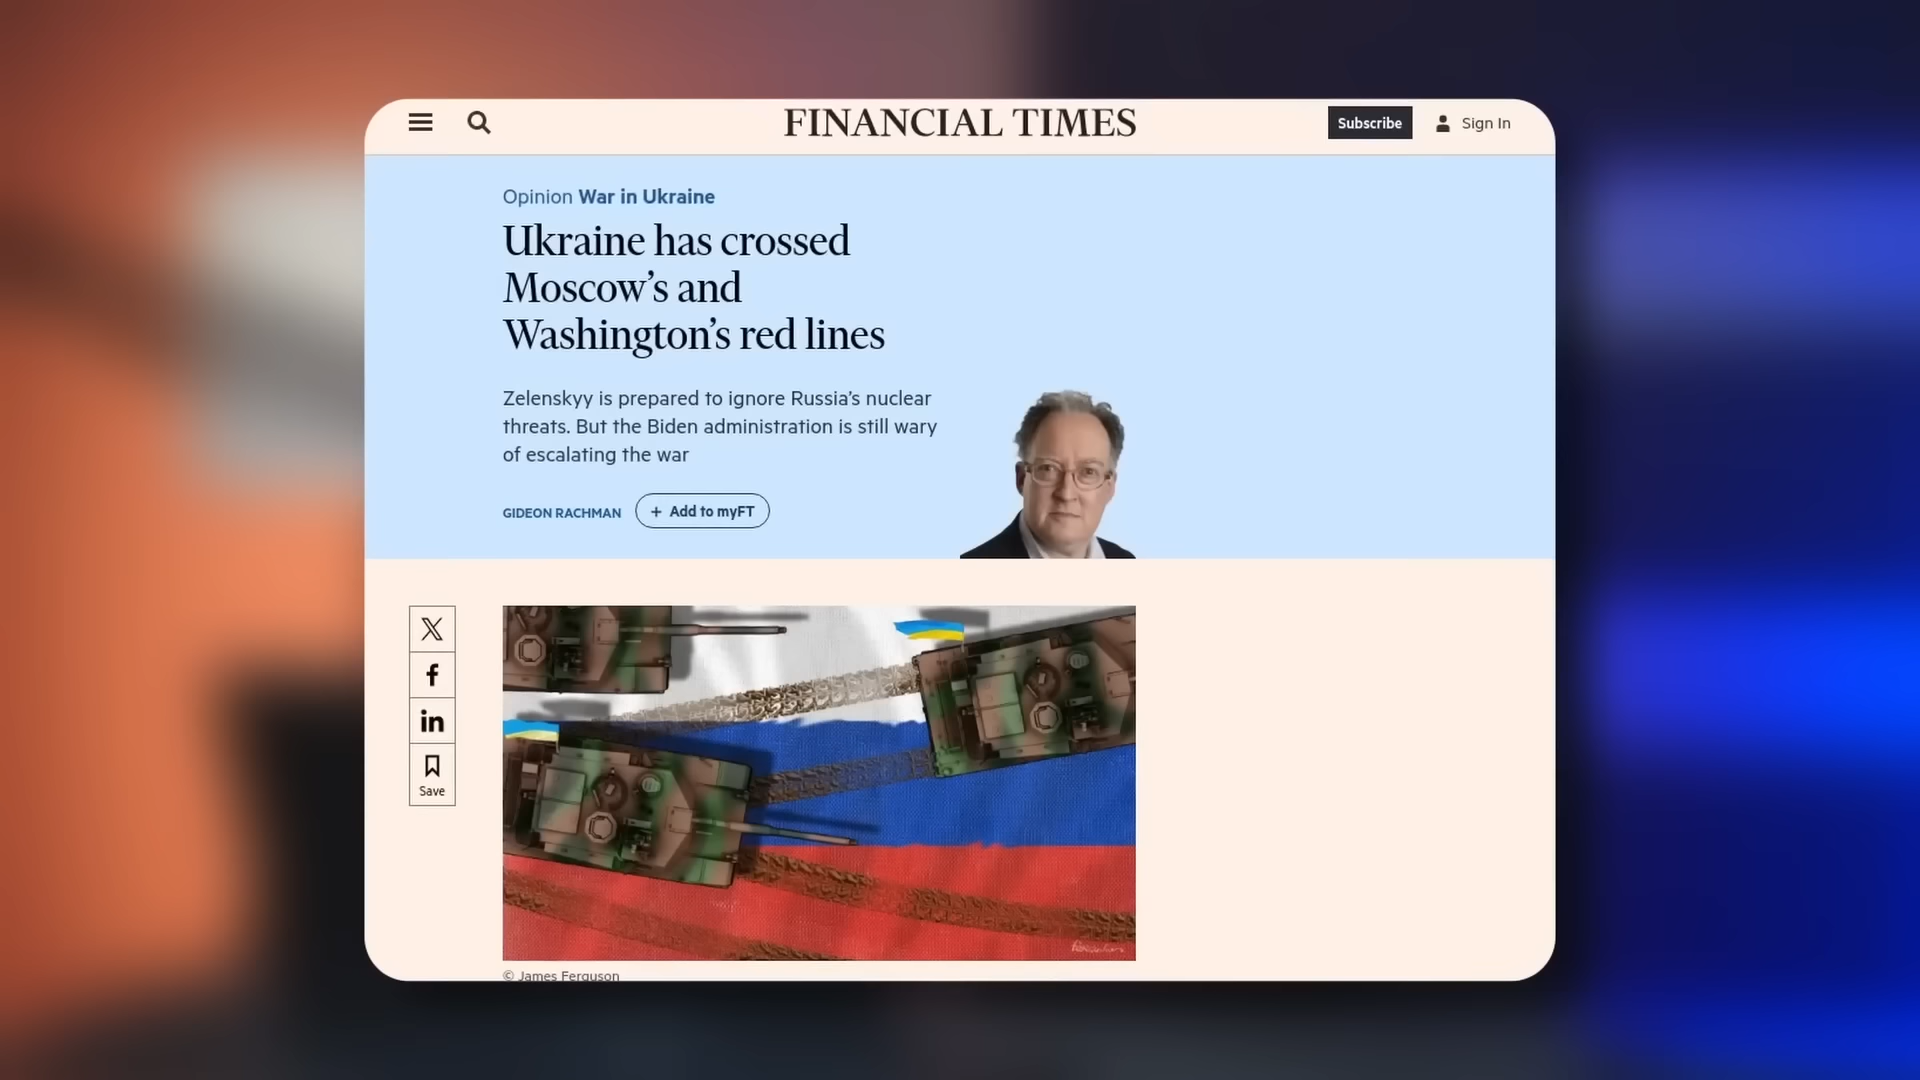 FINANCIAL TIMES
Subscribe
Sign In
Opinion War in Ukraine
Ukraine has crossed
Moscow’s and
Washington’s red lines
Zelenskyy is prepared to ignore Russia’s nuclear
threats. But the Biden administration is still wary
of escalating the war
GIDEON RACHMAN
+ Add to myFT
X
f
in
Save
© James Ferguson